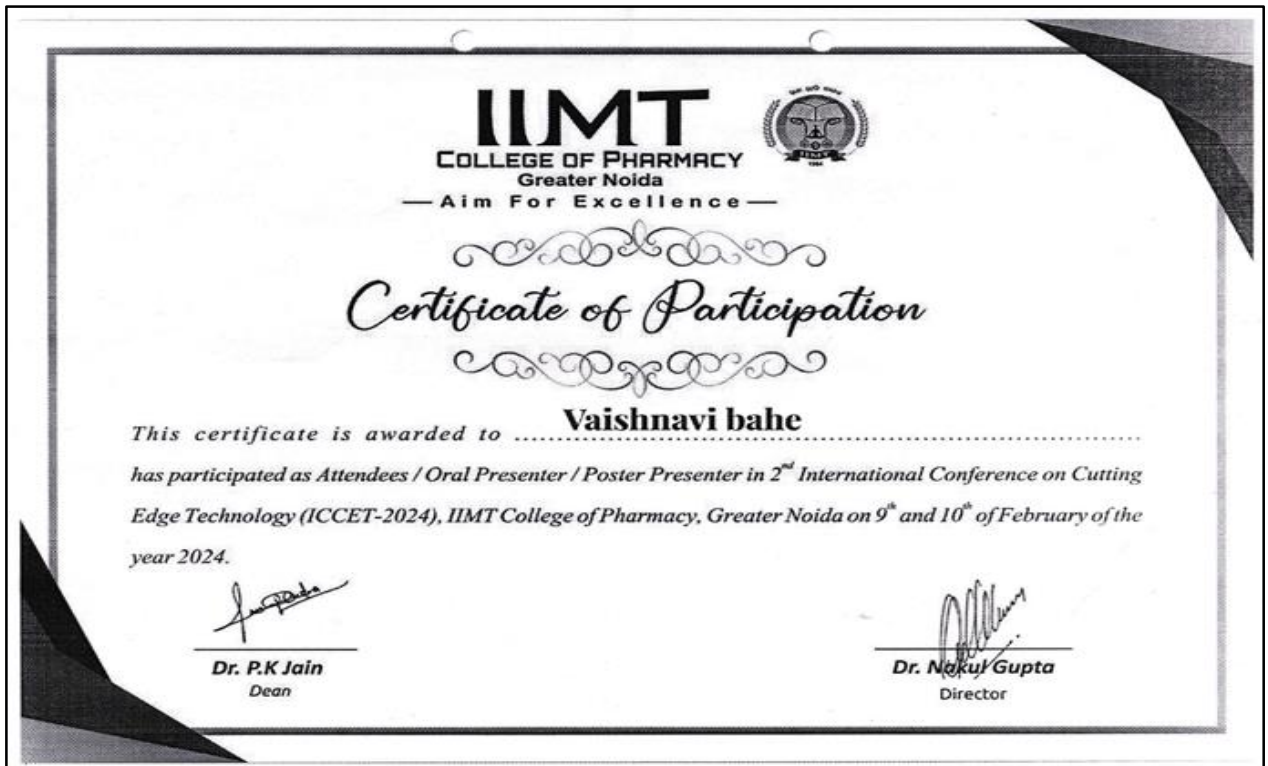 IIMT
COLLEGE OF PHARMACY
Greater Noida
— Aim For Excellence —
Certificate of Participation
This certificate is awarded to ........ Vaishnavi bahe ........
has participated as Attendees / Oral Presenter / Poster Presenter in 2nd International Conference on Cutting
Edge Technology (ICCET-2024), IIMT College of Pharmacy, Greater Noida on 9th and 10th of February of the
year 2024.
Dr. P.K Jain
Dean
Dr. Nakul Gupta
Director